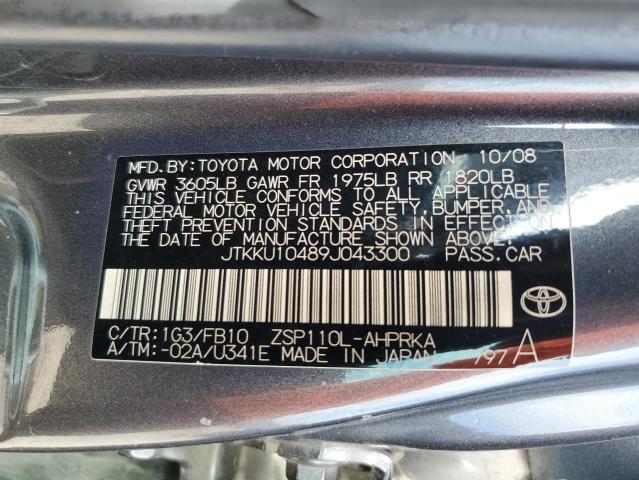 MFD.BY:TOYOTA MOTOR CORPORATION 10/08
GVWR 3605LB GAWR FR 1975LB RR 1820LB
THIS VEHICLE CONFORMS TO ALL APPLICABLE
FEDERAL MOTOR VEHICLE SAFETY,BUMPER,AND
THEFT PREVENTION STANDARDS IN EFFECT
ON THE DATE OF MANUFACTURE SHOWN ABOVE.
JTKKU10489J043300 PASS.CAR
C/TR:1G3/FB10 ZSP110L-AHPRKA
A/TM:-02A/U341E MADE IN JAPAN 797A